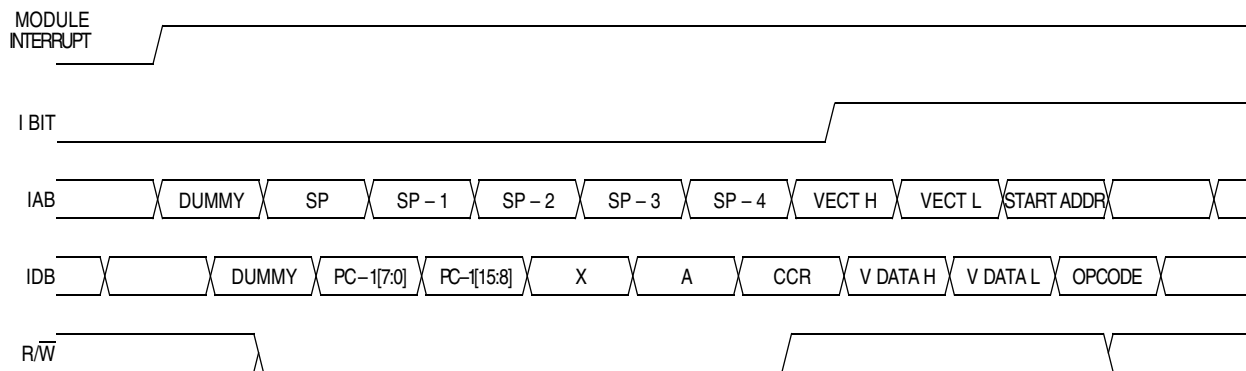 MODULE
INTERRUPT
I BIT
IAB DUMMY SP SP – 1 SP – 2 SP – 3 SP – 4 VECT H VECT L START ADDR
IDB DUMMY PC–1[7:0] PC–1[15:8] X A CCR V DATA H V DATA L OPCODE
R/W̅